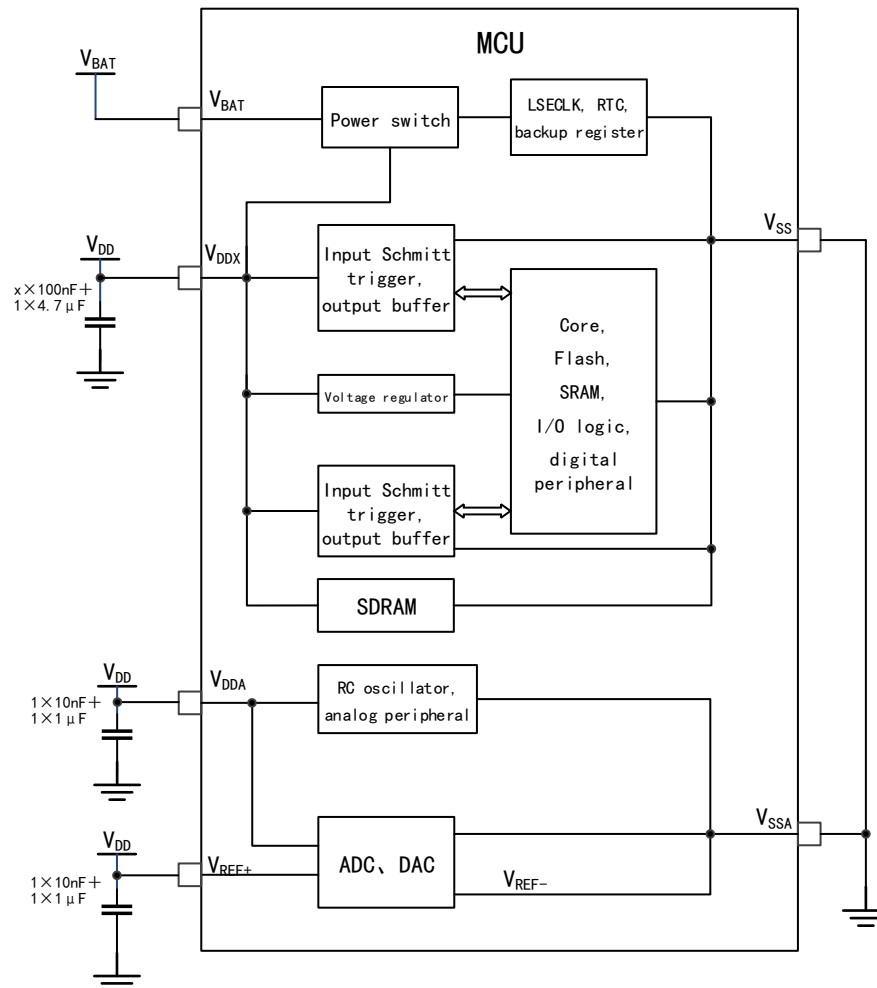 MCU
VBAT
VBAT
Power switch
LSECLK, RTC,
backup register
VDD
VDDX
x×100nF+
1×4.7μF
Input Schmitt
trigger,
output buffer
VSS
Core,
Flash,
SRAM,
I/O logic,
digital
peripheral
Voltage regulator
Input Schmitt
trigger,
output buffer
SDRAM
VDD
VDDA
1×10nF+
1×1μF
RC oscillator,
analog peripheral
VDD
VREF+
1×10nF+
1×1μF
ADC、DAC
VREF-
VSSA